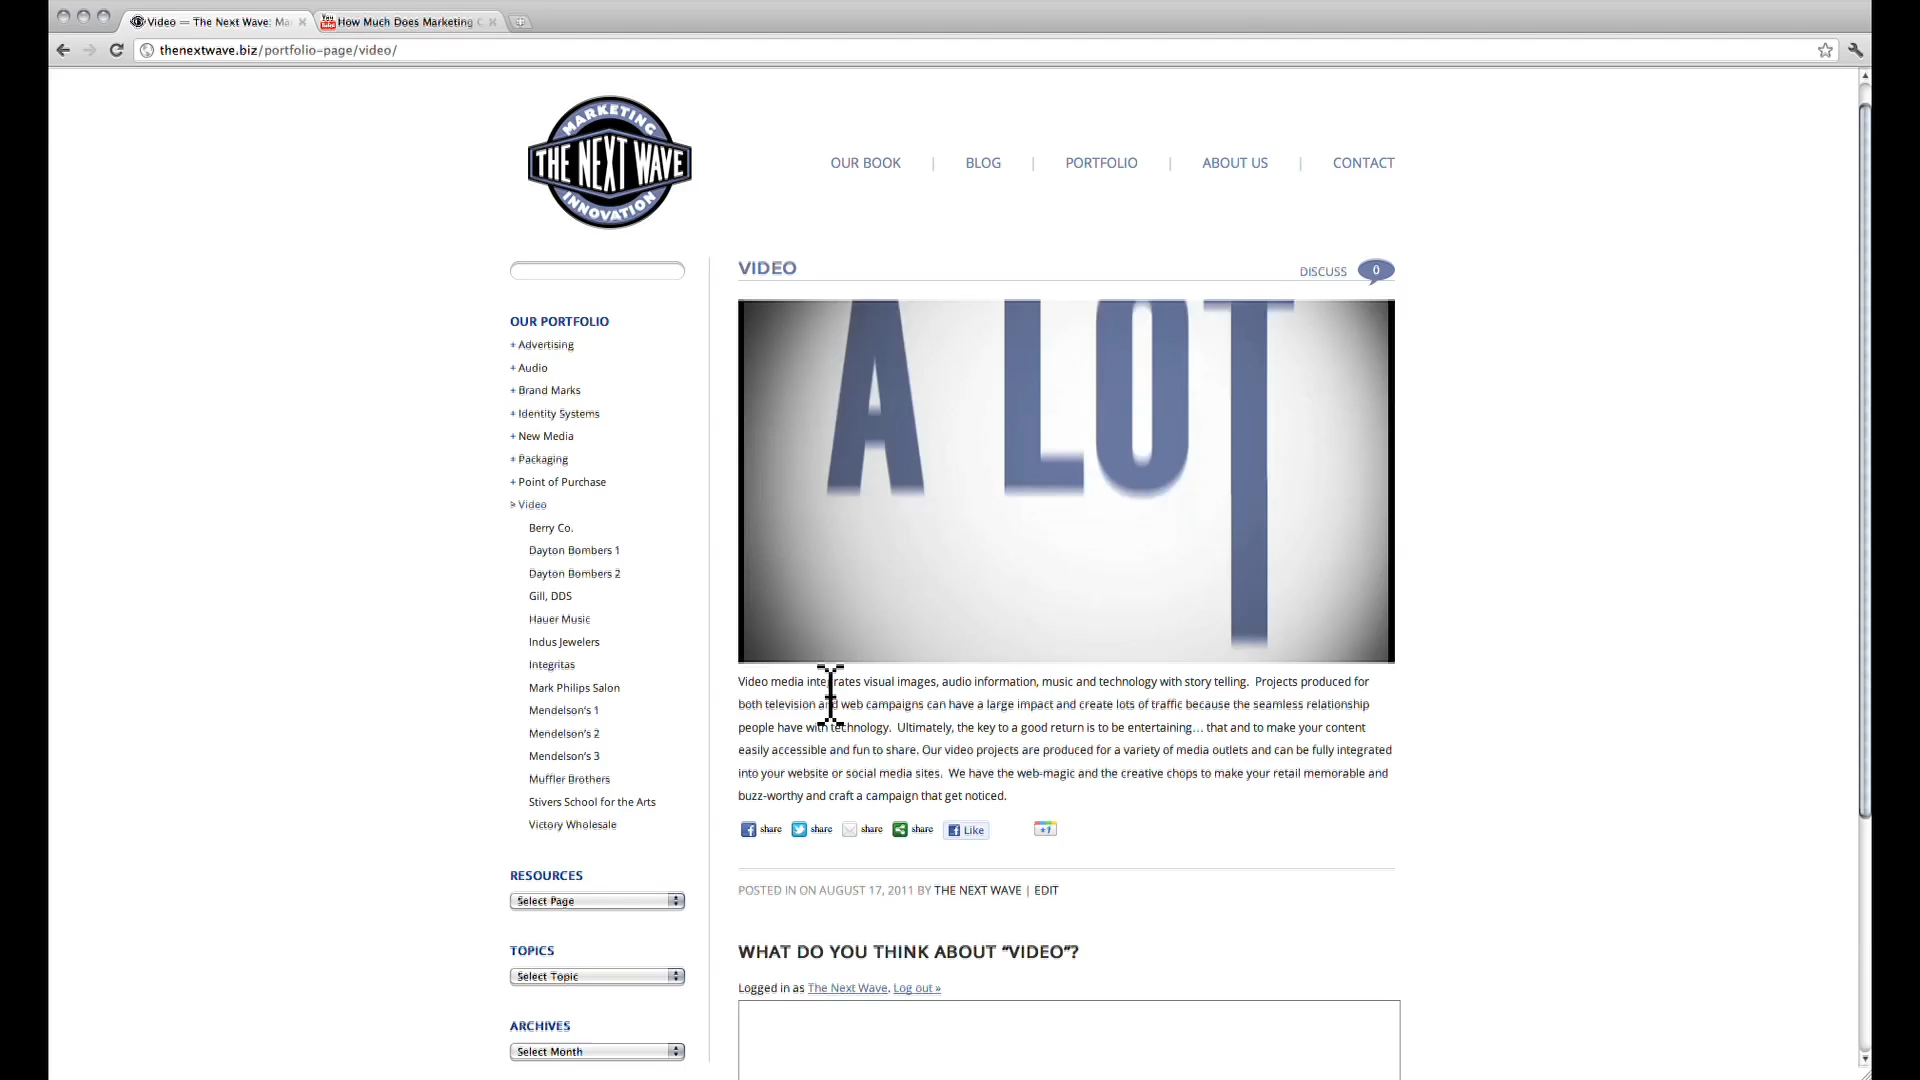 Video — The Next Wave: Ma
You Tube How Much Does Marketing C
thenextwave.biz/portfolio-page/video/
MARKETING
THE NEXT WAVE
INNOVATION
OUR BOOK | BLOG | PORTFOLIO | ABOUT US | CONTACT
OUR PORTFOLIO
+ Advertising
+ Audio
+ Brand Marks
+ Identity Systems
+ New Media
+ Packaging
+ Point of Purchase
> Video
Berry Co.
Dayton Bombers 1
Dayton Bombers 2
Gill, DDS
Hauer Music
Indus Jewelers
Integritas
Mark Philips Salon
Mendelson's 1
Mendelson's 2
Mendelson's 3
Muffler Brothers
Stivers School for the Arts
Victory Wholesale
RESOURCES
Select Page
TOPICS
Select Topic
ARCHIVES
Select Month
VIDEO
DISCUSS 0
A LOT
Video media integrates visual images, audio information, music and technology with story telling. Projects produced for
both television and web campaigns can have a large impact and create lots of traffic because the seamless relationship
people have with technology. Ultimately, the key to a good return is to be entertaining… that and to make your content
easily accessible and fun to share. Our video projects are produced for a variety of media outlets and can be fully integrated
into your website or social media sites. We have the web-magic and the creative chops to make your retail memorable and
buzz-worthy and craft a campaign that get noticed.
share share share share Like +1
POSTED IN ON AUGUST 17, 2011 BY THE NEXT WAVE | EDIT
WHAT DO YOU THINK ABOUT “VIDEO”?
Logged in as The Next Wave. Log out »